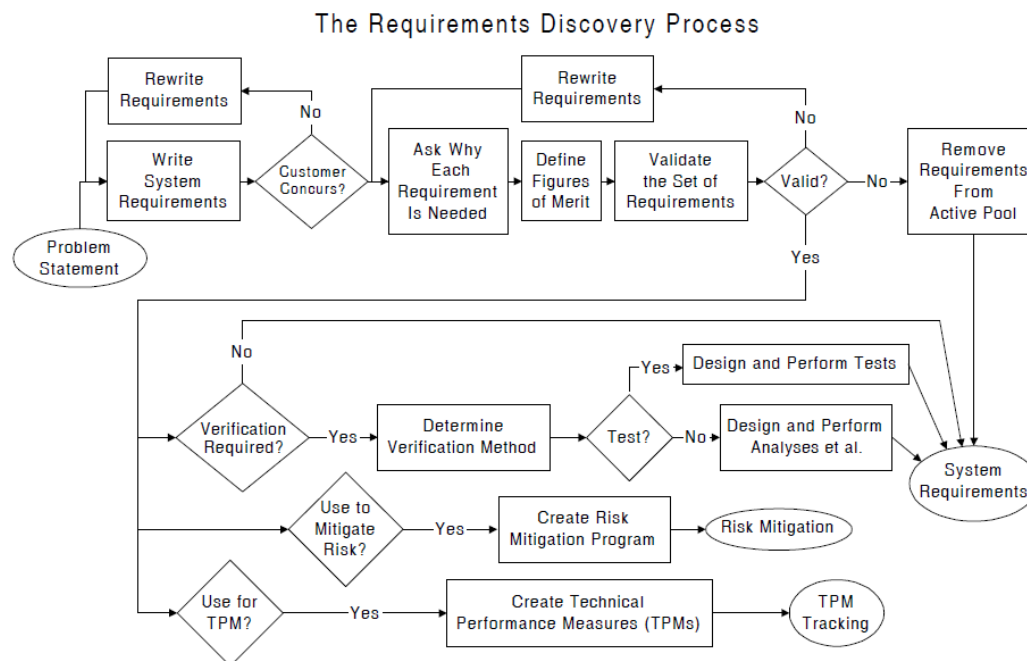 The Requirements Discovery Process
Rewrite
Requirements
No
Rewrite
Requirements
No
Write
System
Requirements
Customer
Concurs?
Ask Why
Each
Requirement
Is Needed
Define
Figures
of Merit
Validate
the Set of
Requirements
Valid?
No
Remove
Requirements
From
Active Pool
Problem
Statement
Yes
No
Verification
Required?
Yes
Determine
Verification Method
Test?
Yes
Design and Perform Tests
No
Design and Perform
Analyses et al.
System
Requirements
Use to
Mitigate
Risk?
Yes
Create Risk
Mitigation Program
Risk Mitigation
Use for
TPM?
Yes
Create Technical
Performance Measures (TPMs)
TPM
Tracking